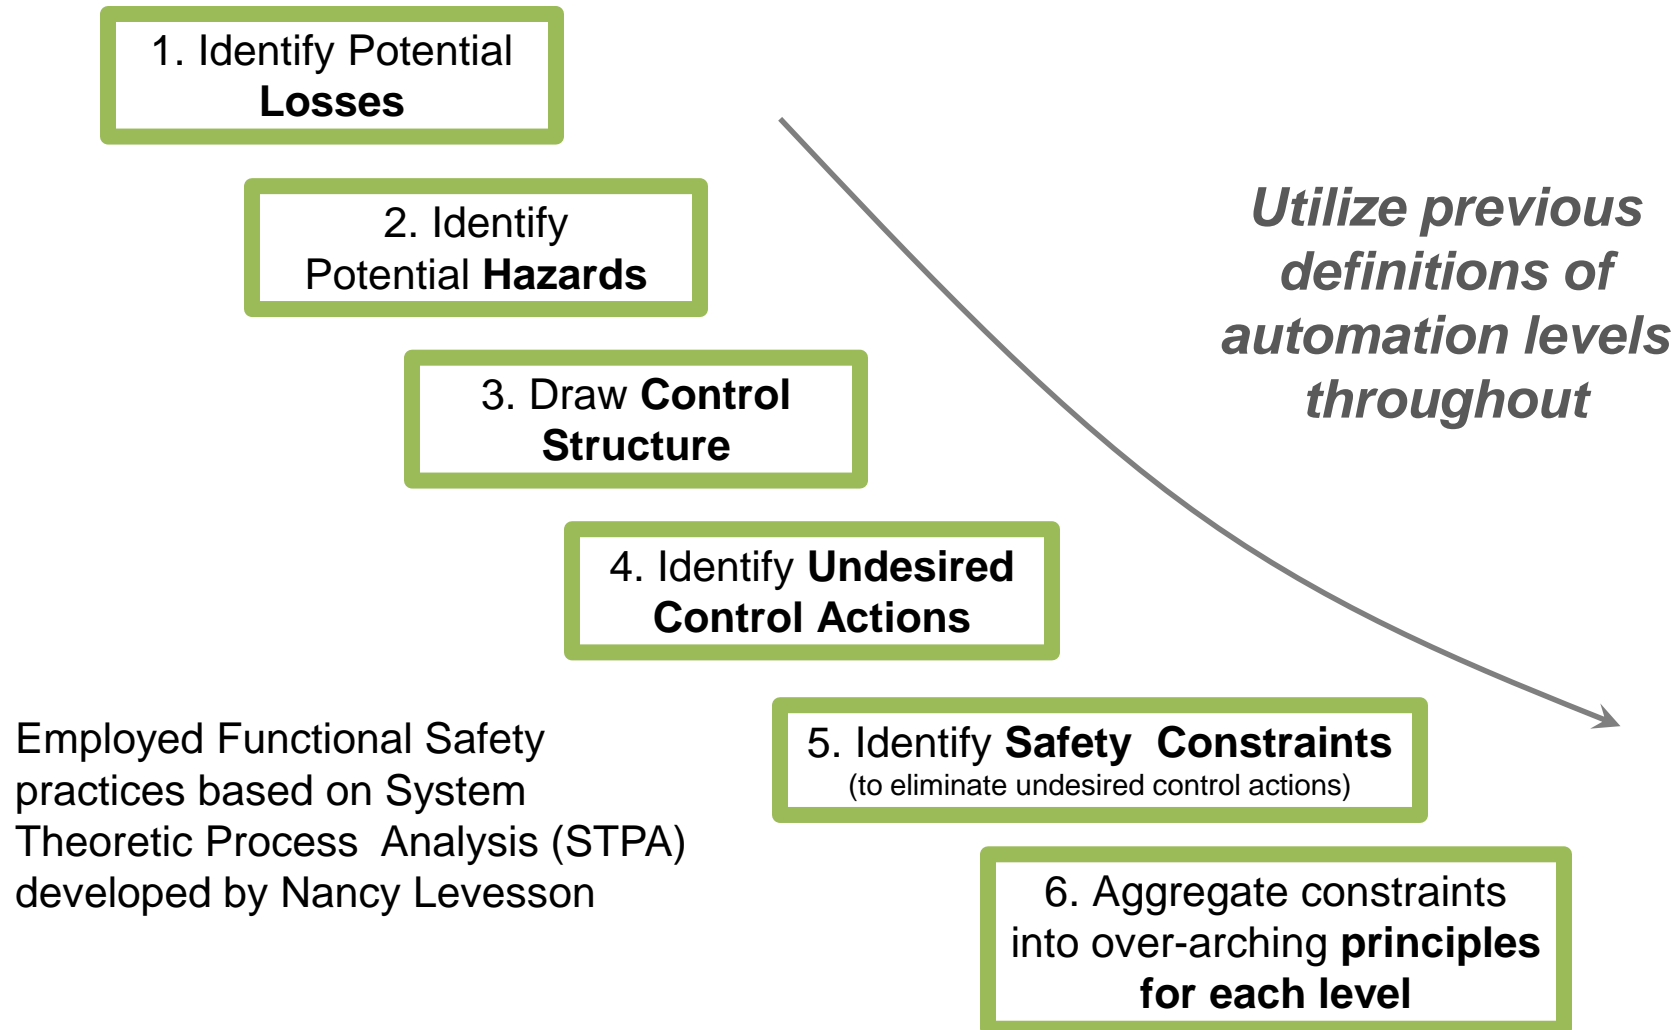 1. Identify Potential
Losses
2. Identify
Potential Hazards
3. Draw Control
Structure
4. Identify Undesired
Control Actions
5. Identify Safety  Constraints
(to eliminate undesired control actions)
6. Aggregate constraints
into over-arching principles
for each level
Utilize previous
definitions of
automation levels
throughout
Employed Functional Safety
practices based on System
Theoretic Process  Analysis (STPA)
developed by Nancy Levesson